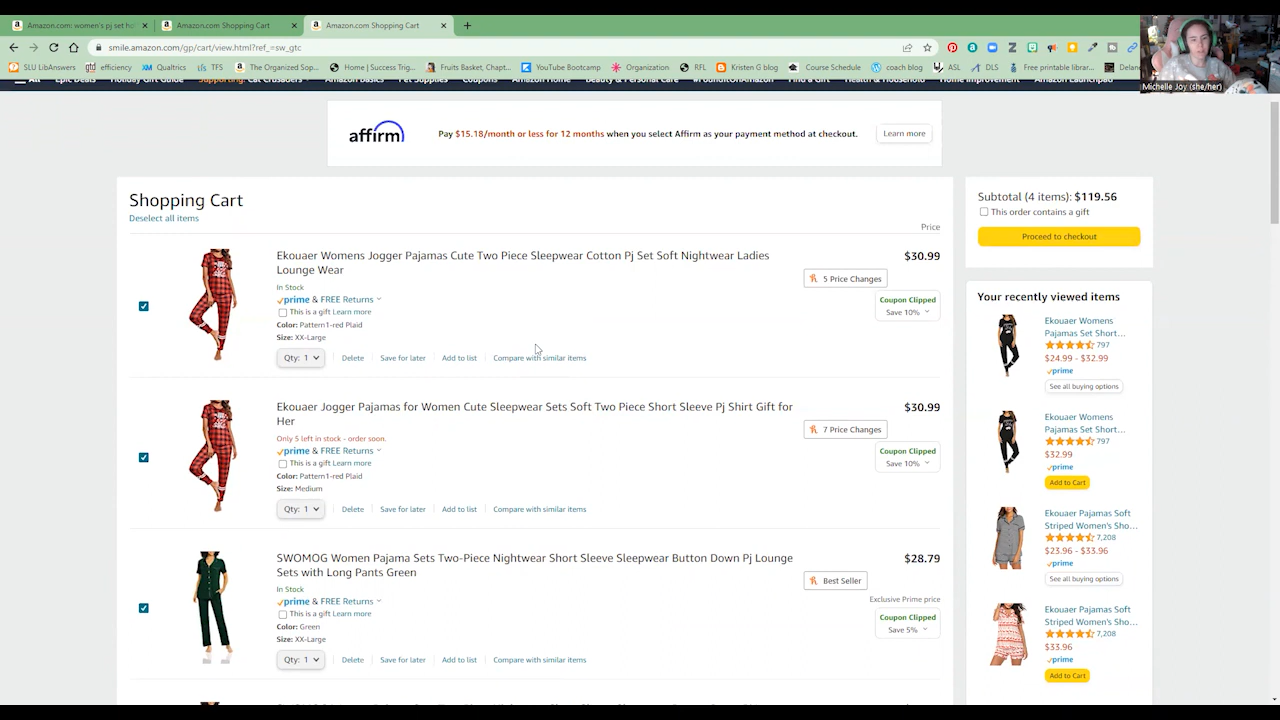 Amazon.com: women's pj set ho
Amazon.com Shopping Cart
Amazon.com Shopping Cart
smile.amazon.com/gp/cart/view.html?ref_=sw_gtc
SLU LibAnswers
efficiency
Qualtrics
TFS
The Organized Sop...
Home | Success Trig...
Fruits Basket, Chapt...
YouTube Bootcamp
Organization
RFL
Kristen G blog
Course Schedule
coach blog
ASL
DLS
Free printable librar...
Michelle Joy (she/her)
affirm
Pay $15.18/month or less for 12 months when you select Affirm as your payment method at checkout.
Learn more
Shopping Cart
Deselect all items
Price
Ekouaer Womens Jogger Pajamas Cute Two Piece Sleepwear Cotton Pj Set Soft Nightwear Ladies
Lounge Wear
$30.99
5 Price Changes
In Stock
prime & FREE Returns
Coupon Clipped
Save 10%
This is a gift Learn more
Color: Pattern1-red Plaid
Size: XX-Large
Qty: 1
Delete
Save for later
Add to list
Compare with similar items
Ekouaer Jogger Pajamas for Women Cute Sleepwear Sets Soft Two Piece Short Sleeve Pj Shirt Gift for
Her
$30.99
7 Price Changes
Only 5 left in stock - order soon.
prime & FREE Returns
Coupon Clipped
Save 10%
This is a gift Learn more
Color: Pattern1-red Plaid
Size: Medium
Qty: 1
Delete
Save for later
Add to list
Compare with similar items
SWOMOG Women Pajama Sets Two-Piece Nightwear Short Sleeve Sleepwear Button Down Pj Lounge
Sets with Long Pants Green
$28.79
Best Seller
In Stock
Exclusive Prime price
prime & FREE Returns
Coupon Clipped
Save 5%
This is a gift Learn more
Color: Green
Size: XX-Large
Qty: 1
Delete
Save for later
Add to list
Compare with similar items
Subtotal (4 items): $119.56
This order contains a gift
Proceed to checkout
Your recently viewed items
Ekouaer Womens
Pajamas Set Short...
797
$24.99 - $32.99
prime
See all buying options
Ekouaer Womens
Pajamas Set Short...
797
$32.99
prime
Add to Cart
Ekouaer Pajamas Soft
Striped Women's Sho...
7,208
$23.96 - $33.96
prime
See all buying options
Ekouaer Pajamas Soft
Striped Women's Sho...
7,208
$33.96
prime
Add to Cart